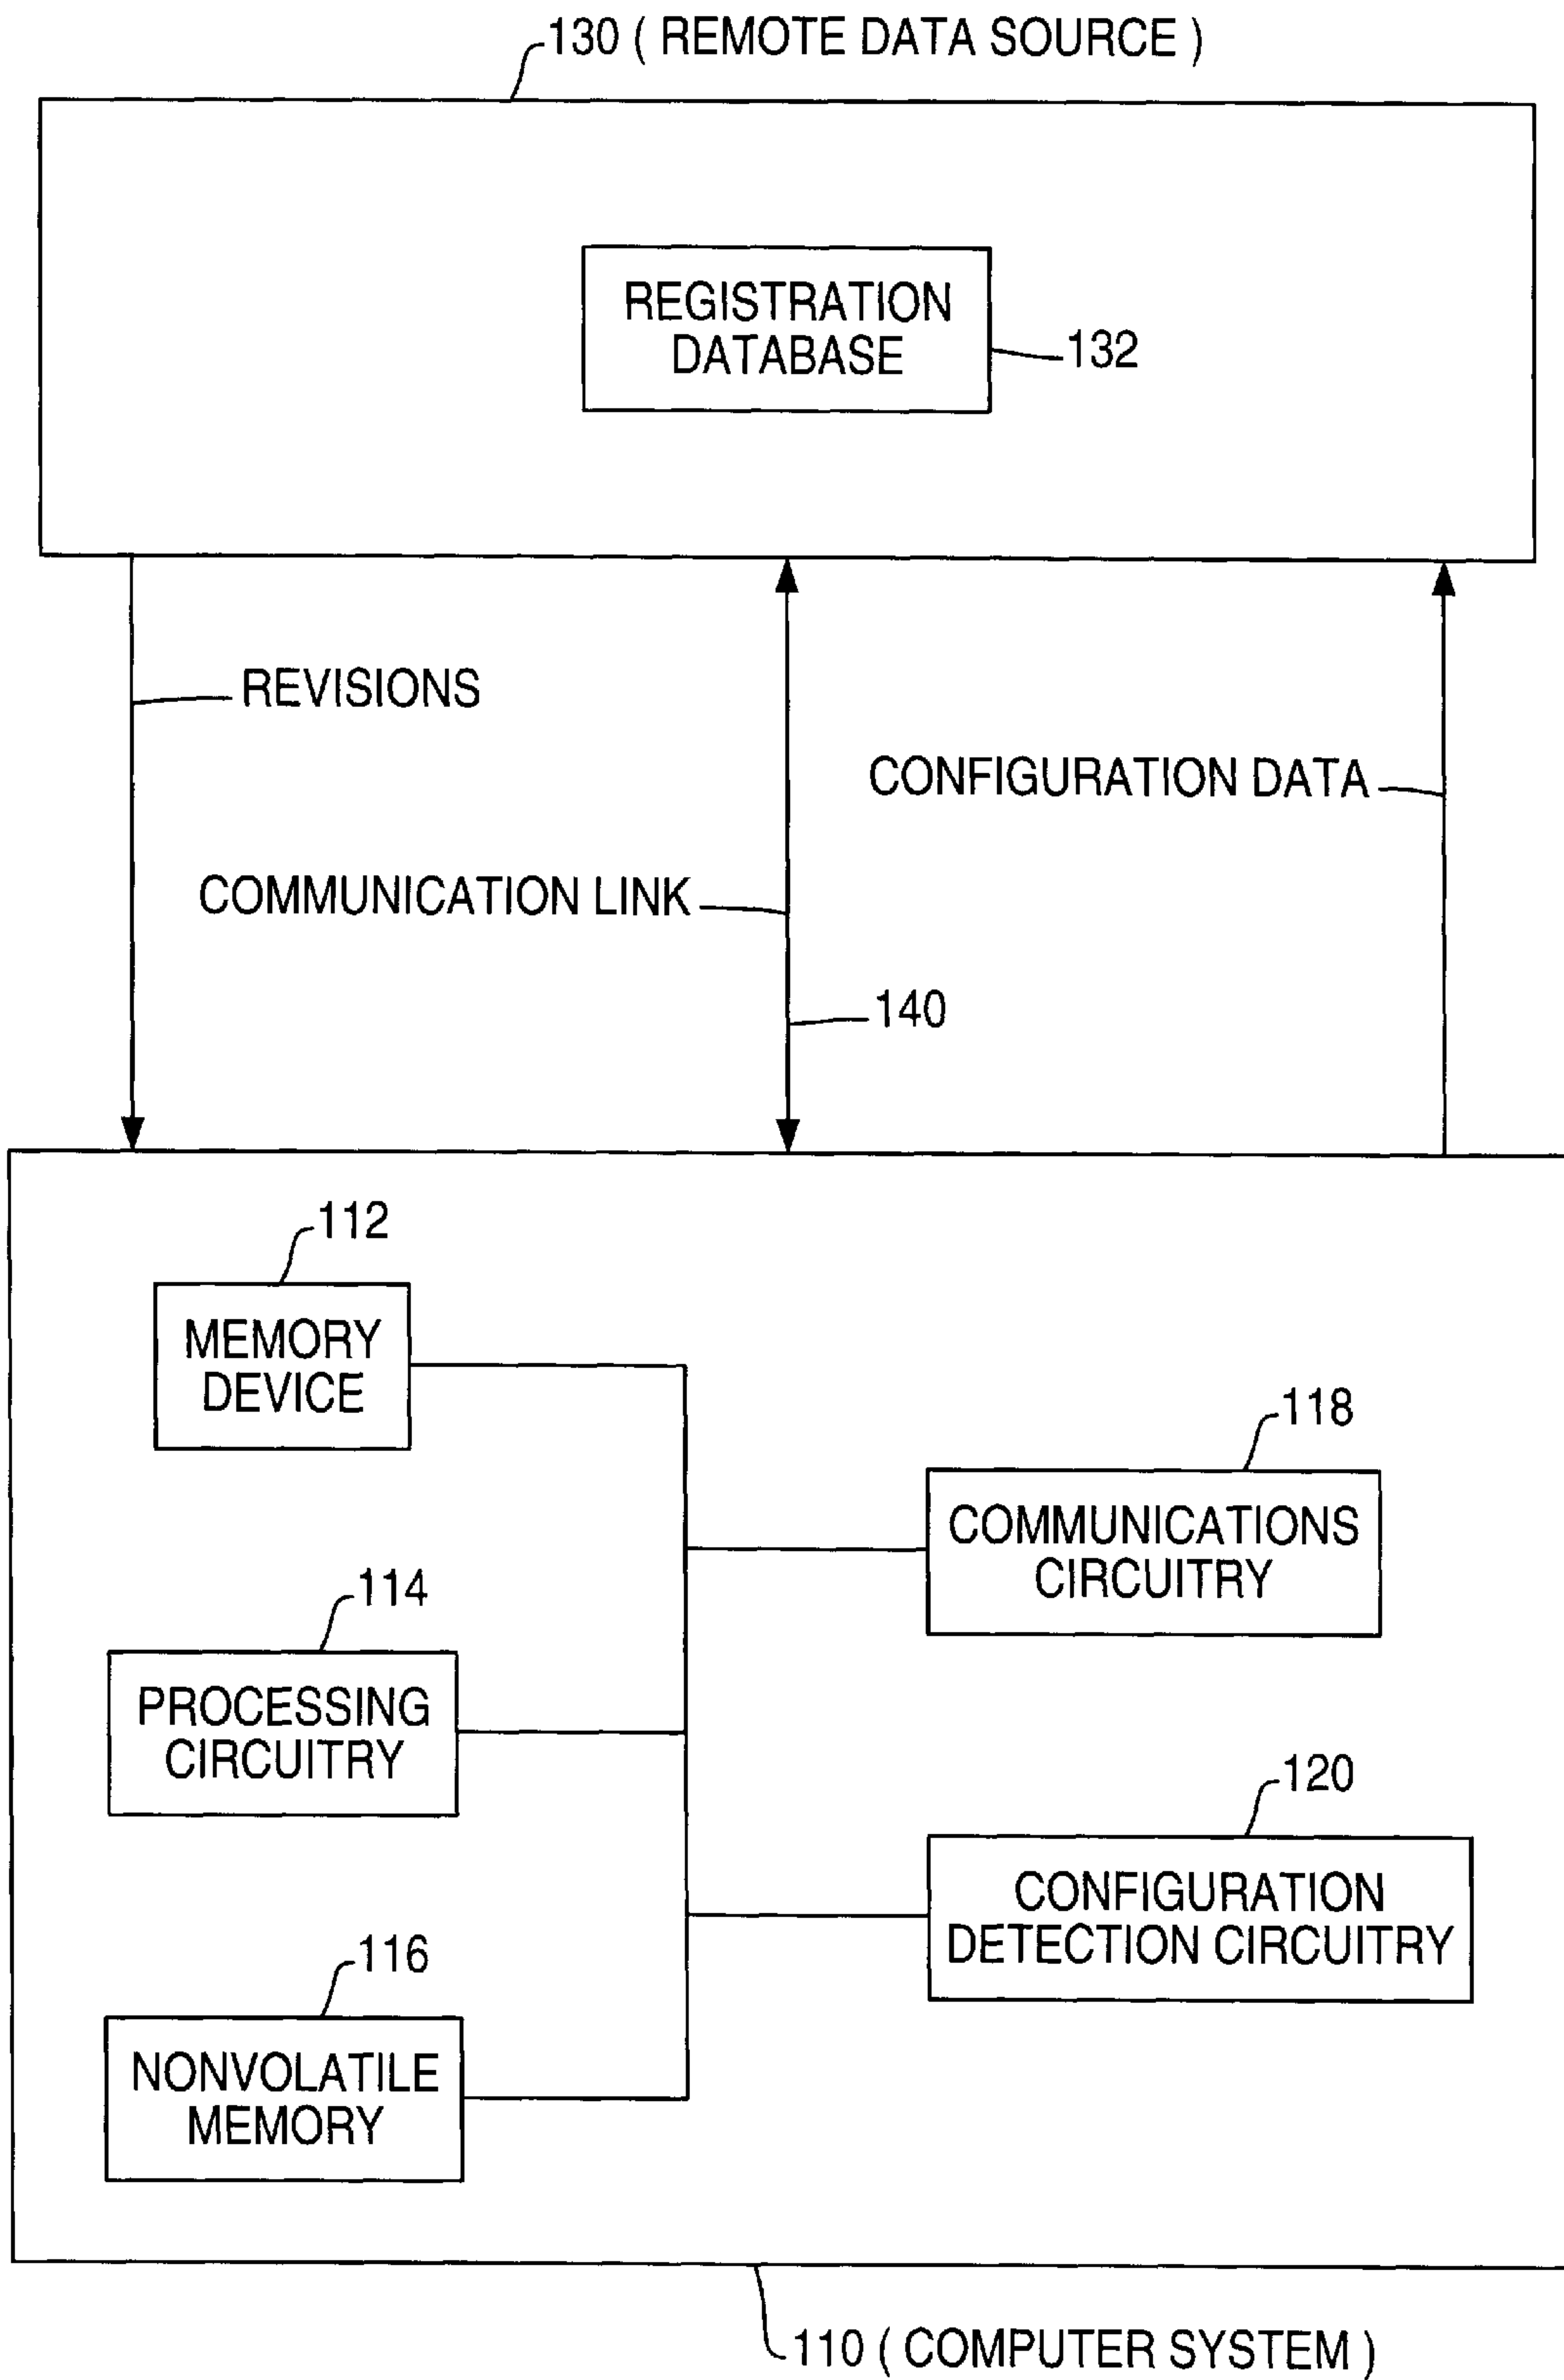 130 ( REMOTE DATA SOURCE )
REGISTRATION
DATABASE
132
REVISIONS
CONFIGURATION DATA
COMMUNICATION LINK
140
112
MEMORY
DEVICE
118
COMMUNICATIONS
CIRCUITRY
114
PROCESSING
CIRCUITRY
120
CONFIGURATION
DETECTION CIRCUITRY
116
NONVOLATILE
MEMORY
110 ( COMPUTER SYSTEM )